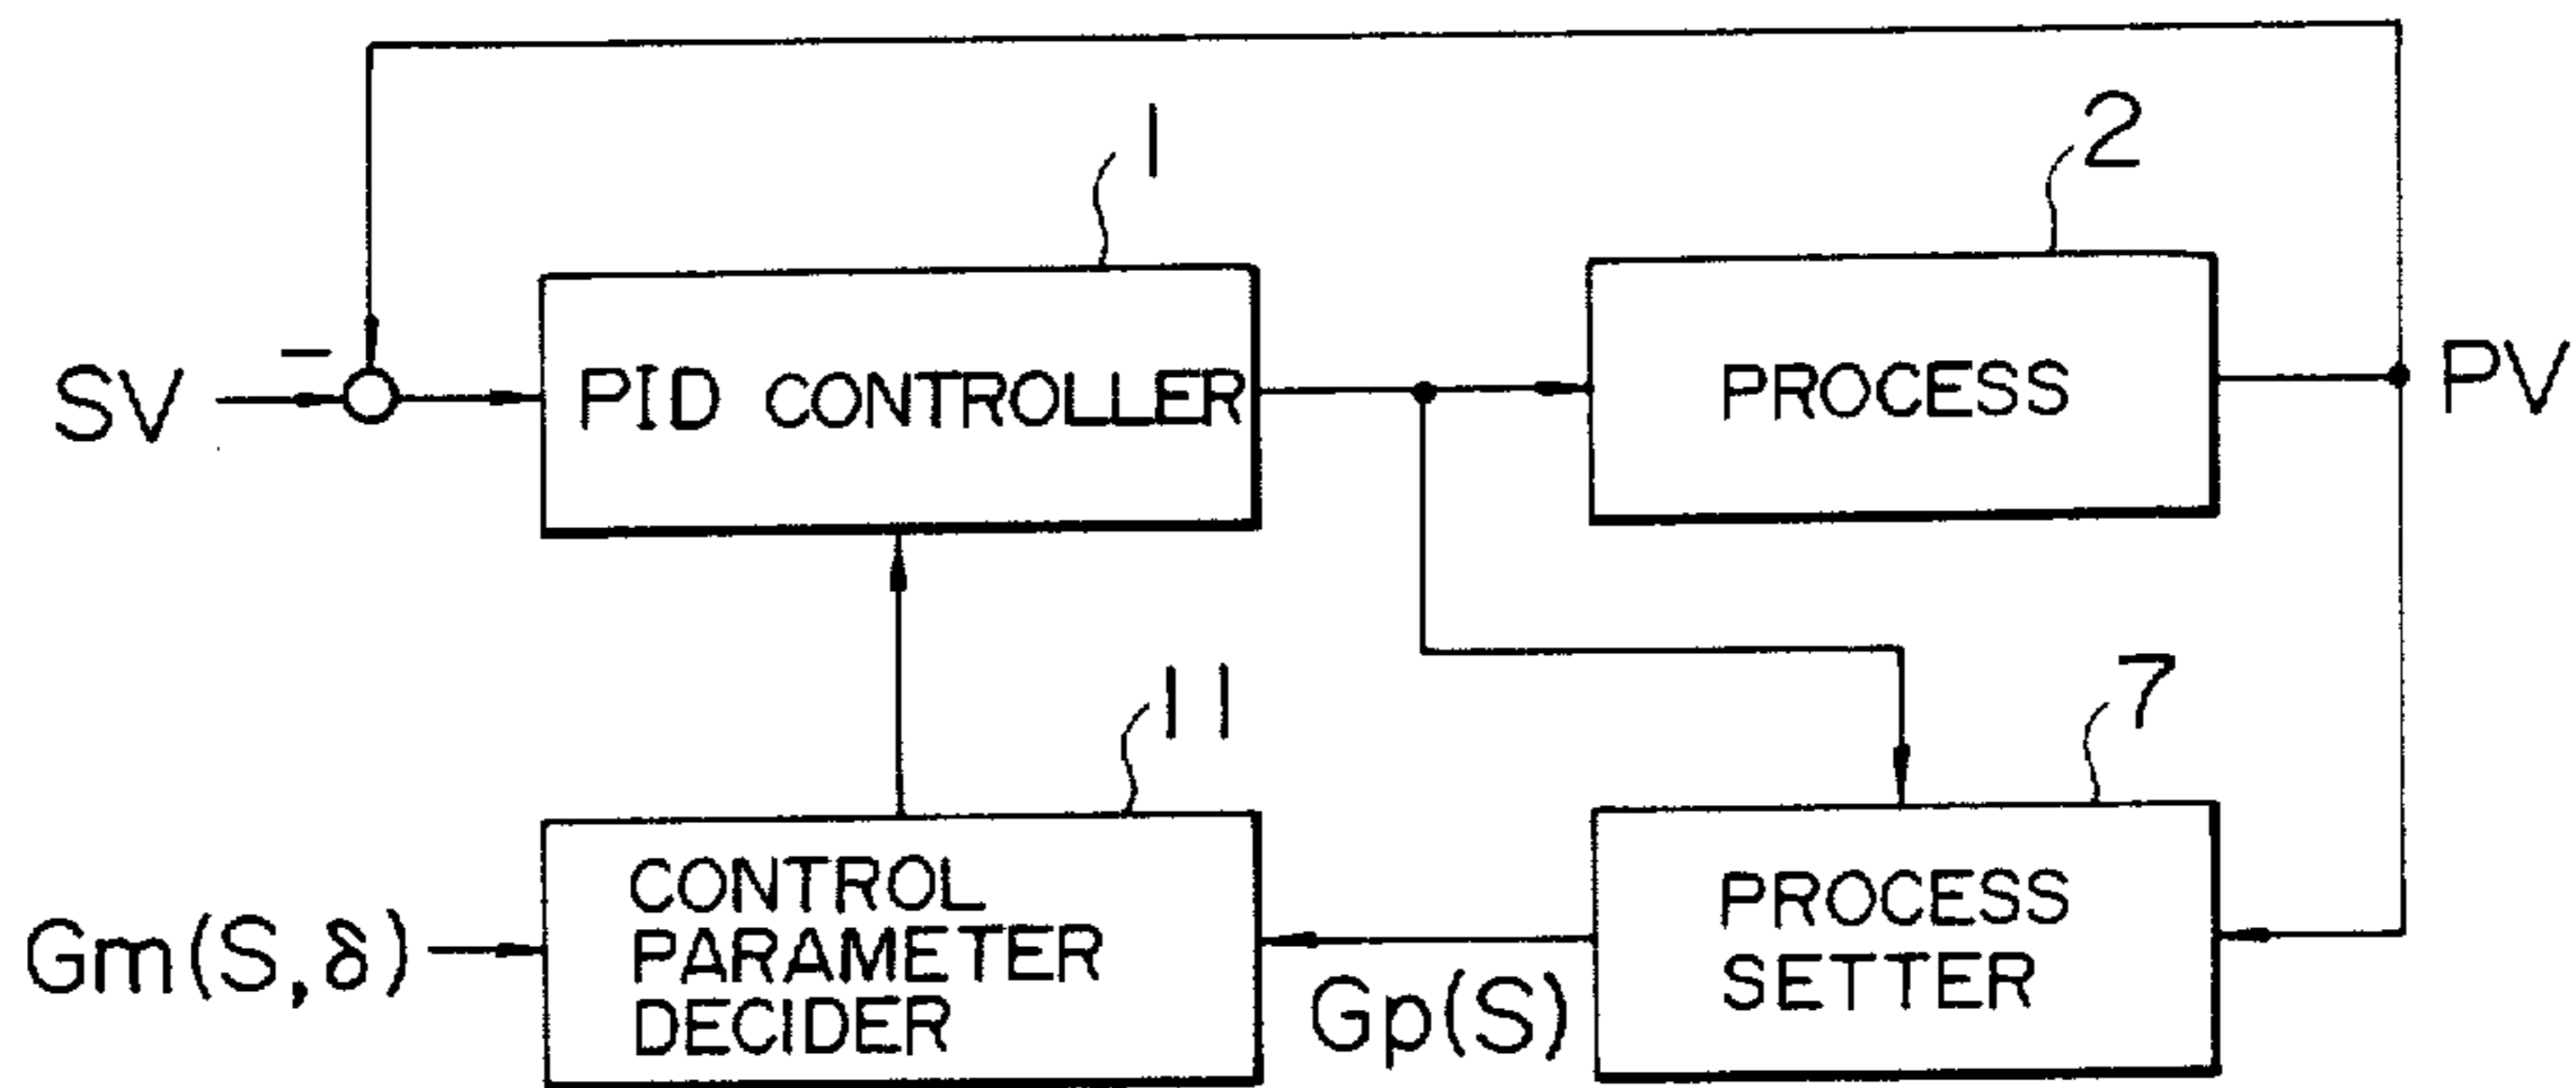 1
2
SV
-
PID CONTROLLER
PROCESS
PV
11
7
Gm(S,δ)
CONTROL
PARAMETER
DECIDER
Gp(S)
PROCESS
SETTER